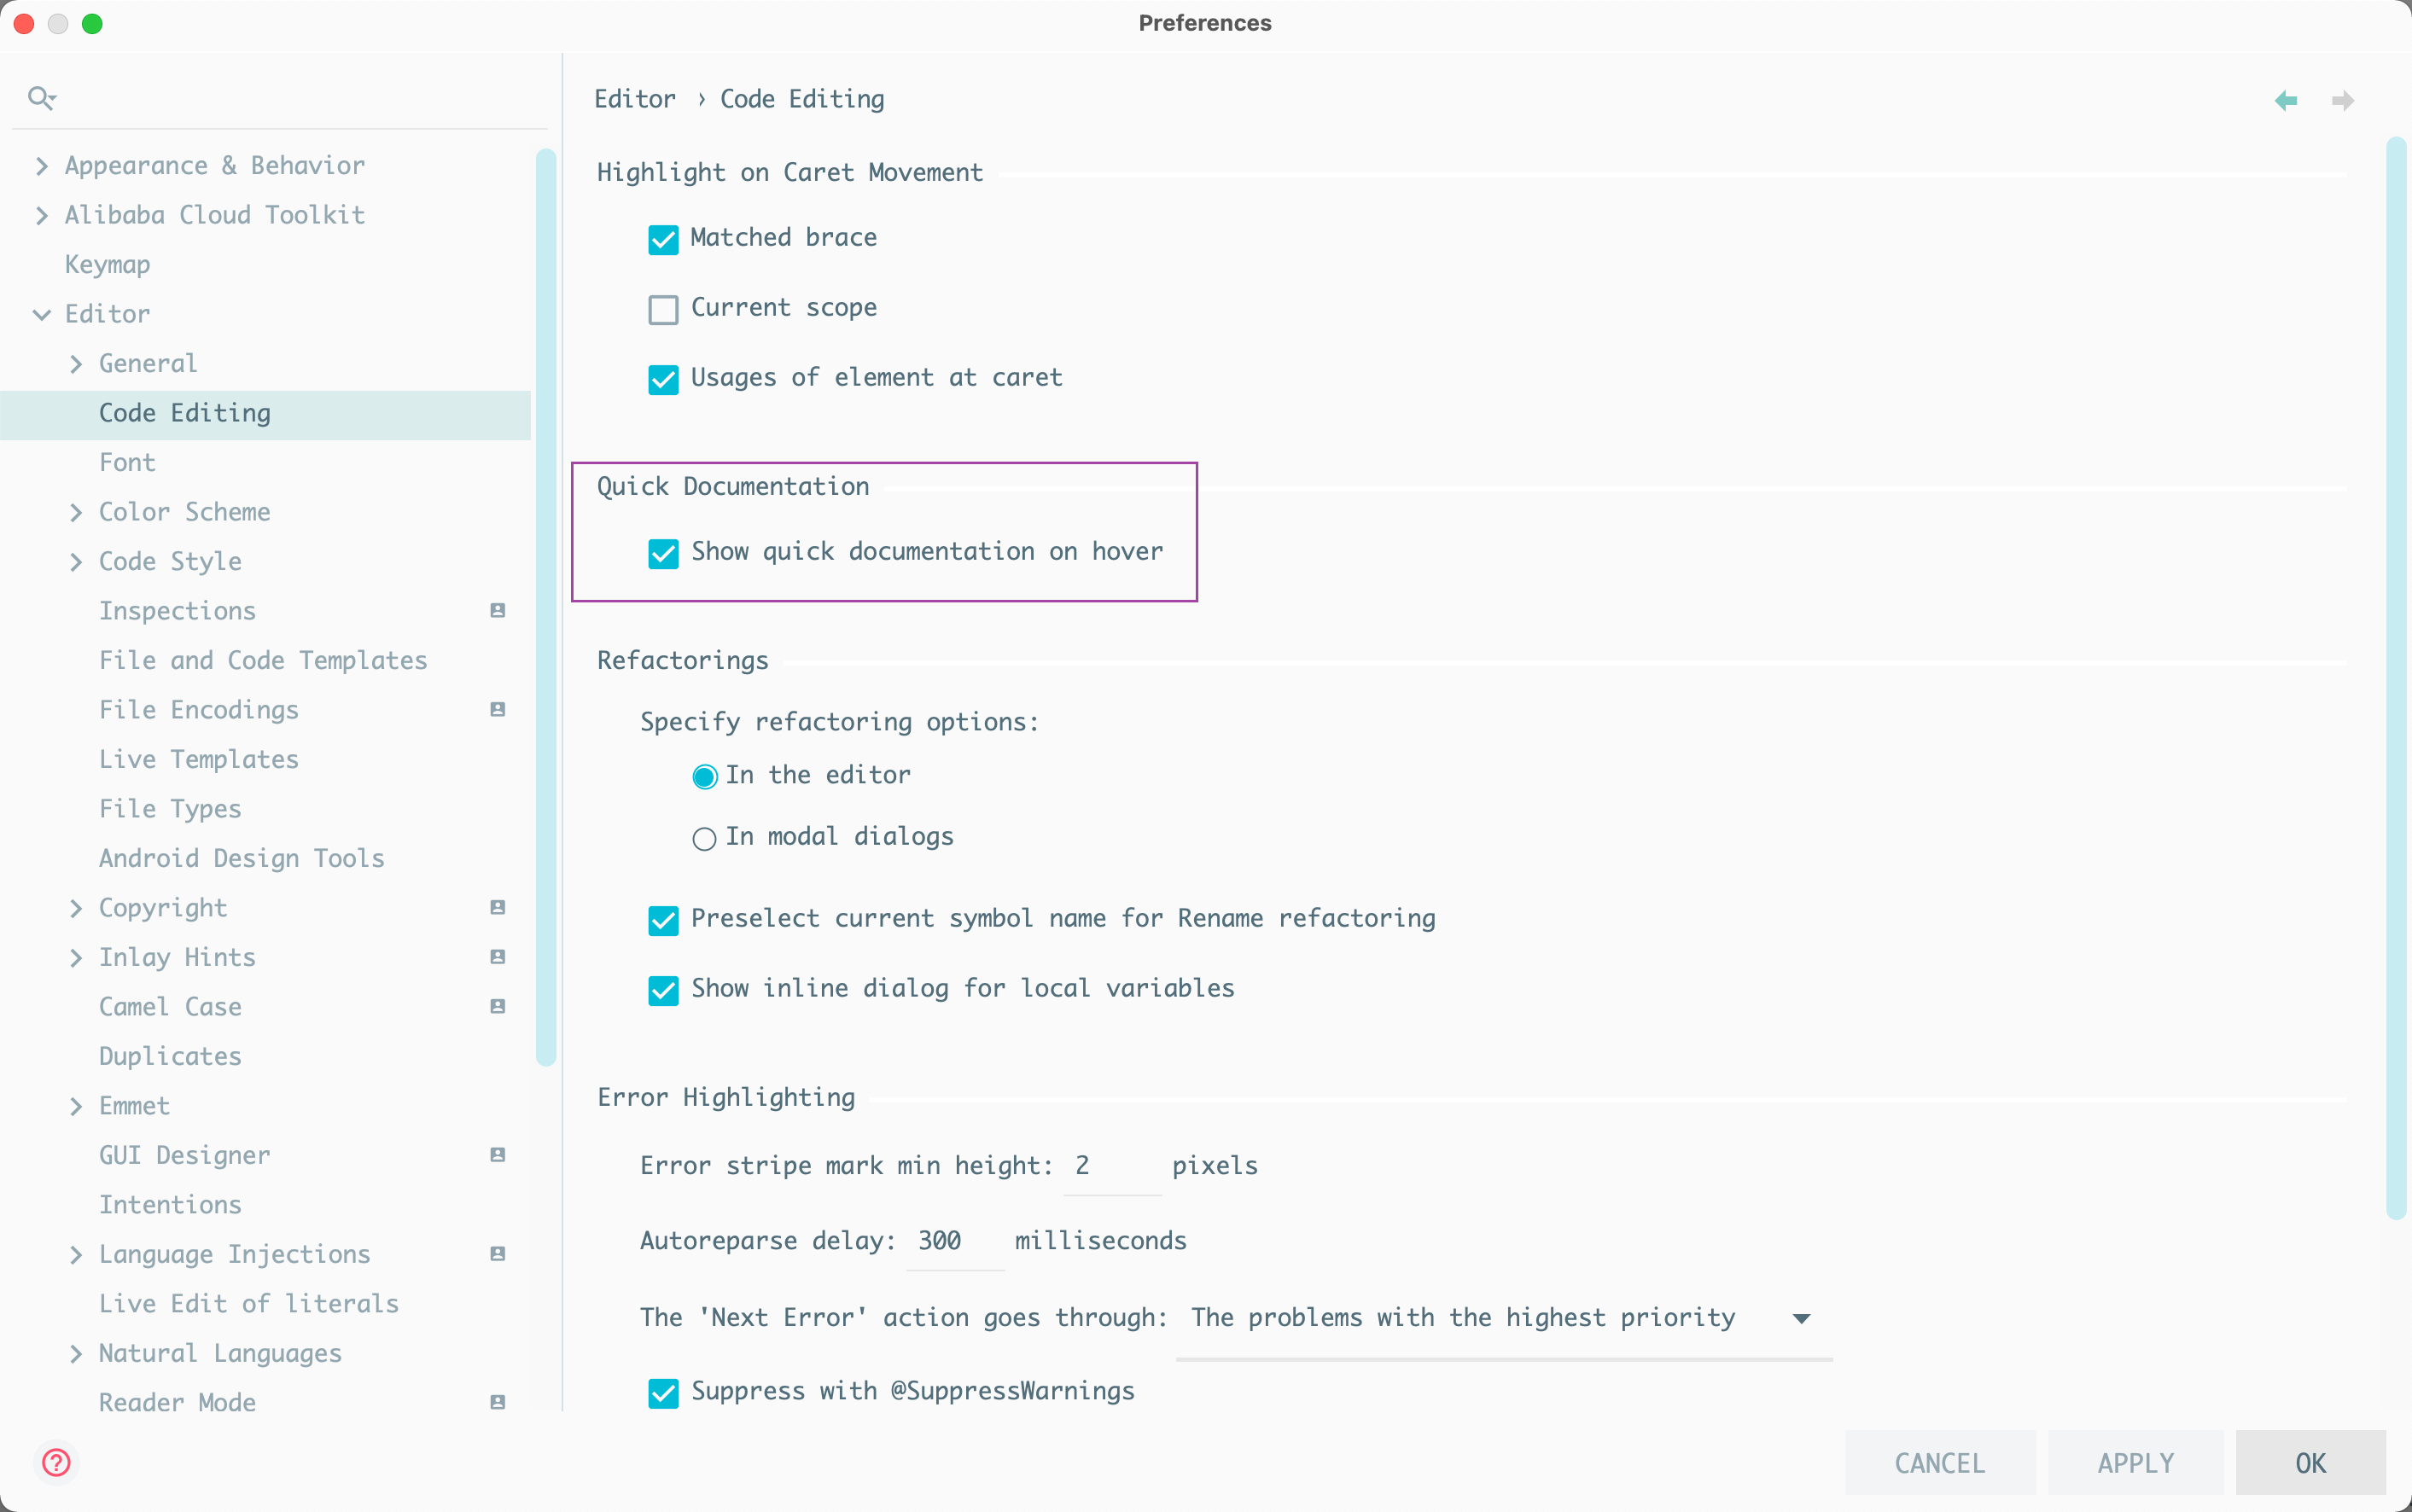 Preferences
Appearance & Behavior
Alibaba Cloud Toolkit
Keymap
Editor
General
Code Editing
Font
Color Scheme
Code Style
Inspections
File and Code Templates
File Encodings
Live Templates
File Types
Android Design Tools
Copyright
Inlay Hints
Camel Case
Duplicates
Emmet
GUI Designer
Intentions
Language Injections
Live Edit of literals
Natural Languages
Reader Mode
Editor › Code Editing
Highlight on Caret Movement
Matched brace
Current scope
Usages of element at caret
Quick Documentation
Show quick documentation on hover
Refactorings
Specify refactoring options:
In the editor
In modal dialogs
Preselect current symbol name for Rename refactoring
Show inline dialog for local variables
Error Highlighting
Error stripe mark min height: 2 pixels
Autoreparse delay: 300 milliseconds
The 'Next Error' action goes through: The problems with the highest priority
Suppress with @SuppressWarnings
?
CANCEL APPLY OK